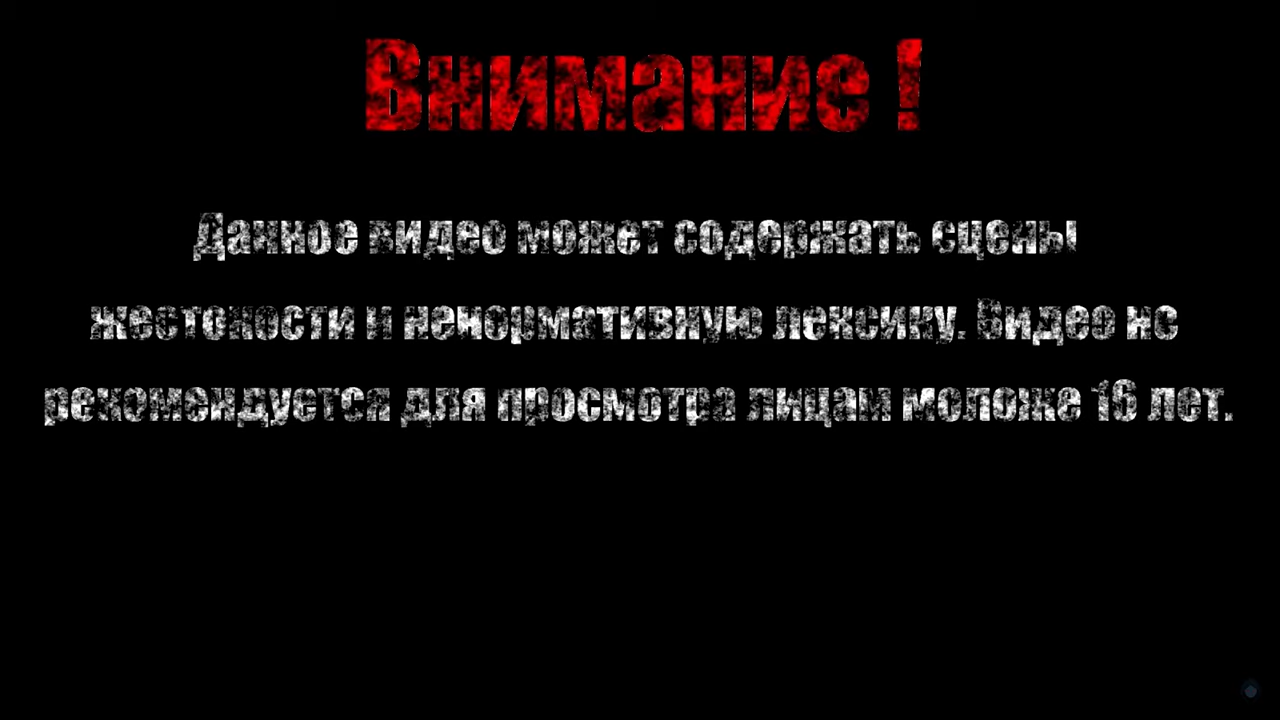 Внимание !
Данное видео может содержать сцены
жестокости и ненормативную лексику. Видео не
рекомендуется для просмотра лицам моложе 16 лет.